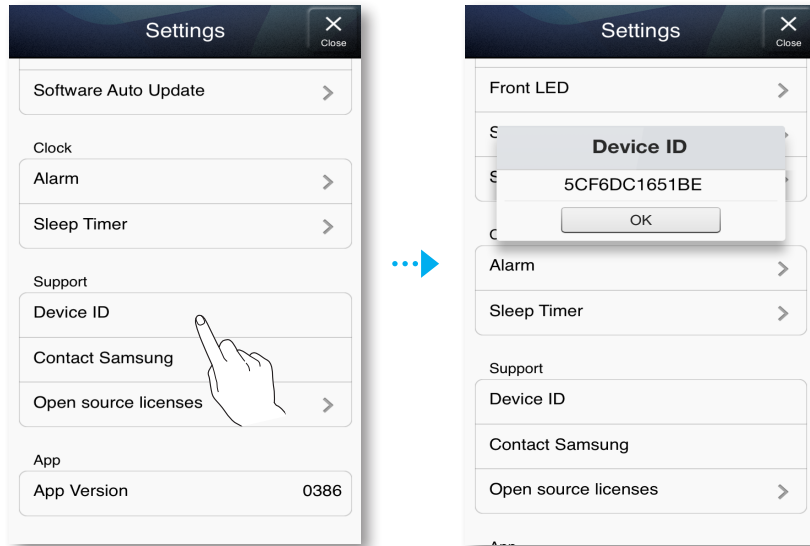 Settings
Close
Software Auto Update
Clock
Alarm
Sleep Timer
Support
Device ID
Contact Samsung
Open source licenses
App
App Version 0386
Settings
Close
Front LED
S
Device ID
S
5CF6DC1651BE
OK
Alarm
Sleep Timer
Support
Device ID
Contact Samsung
Open source licenses